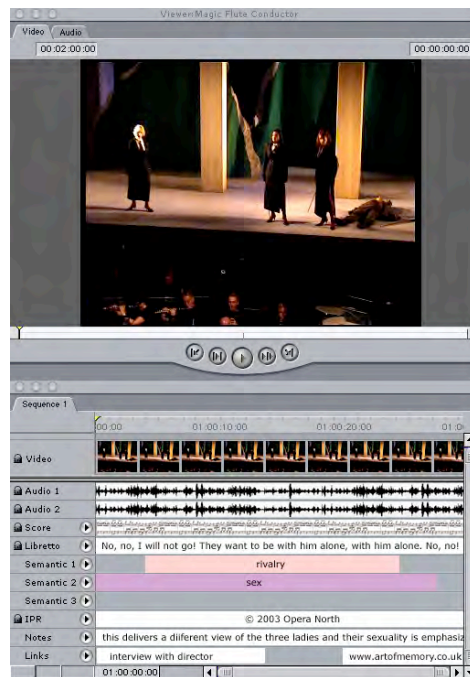 Viewer: Magic Flute Conductor
Video Audio
00:02:00:00 00:00:00:00
Sequence 1
00:00 01:00:10:00 01:00:20:00 01:0
Video
Audio 1
Audio 2
Score
Libretto No, no, I will not go! They want to be with him alone, with him alone. No, no!
Semantic 1 rivalry
Semantic 2 sex
Semantic 3
IPR © 2003 Opera North
Notes this delivers a diiferent view of the three ladies and their sexuality is emphasiz
Links interview with director www.artofmemory.co.uk
01:00:00:00